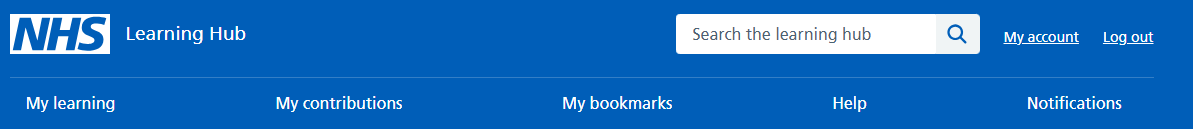 NHS Learning Hub Search the learning hub My account Log out
My learning My contributions My bookmarks Help Notifications